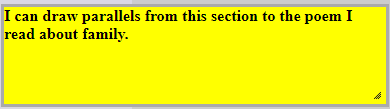 I can draw parallels from this section to the poem I
read about family.